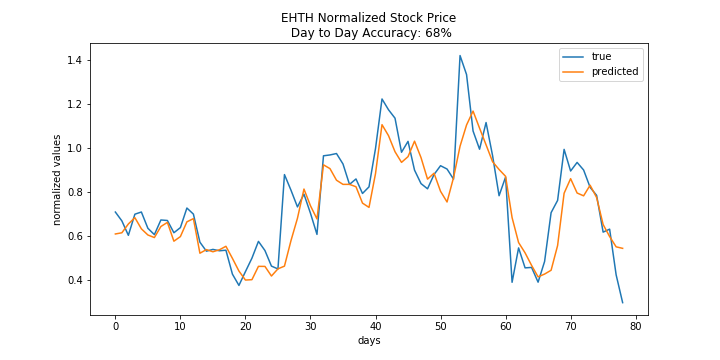 EHTH Normalized Stock Price
Day to Day Accuracy: 68%
true
predicted
normalized values
1.4
1.2
1.0
0.8
0.6
0.4
0 10 20 30 40 50 60 70 80
days